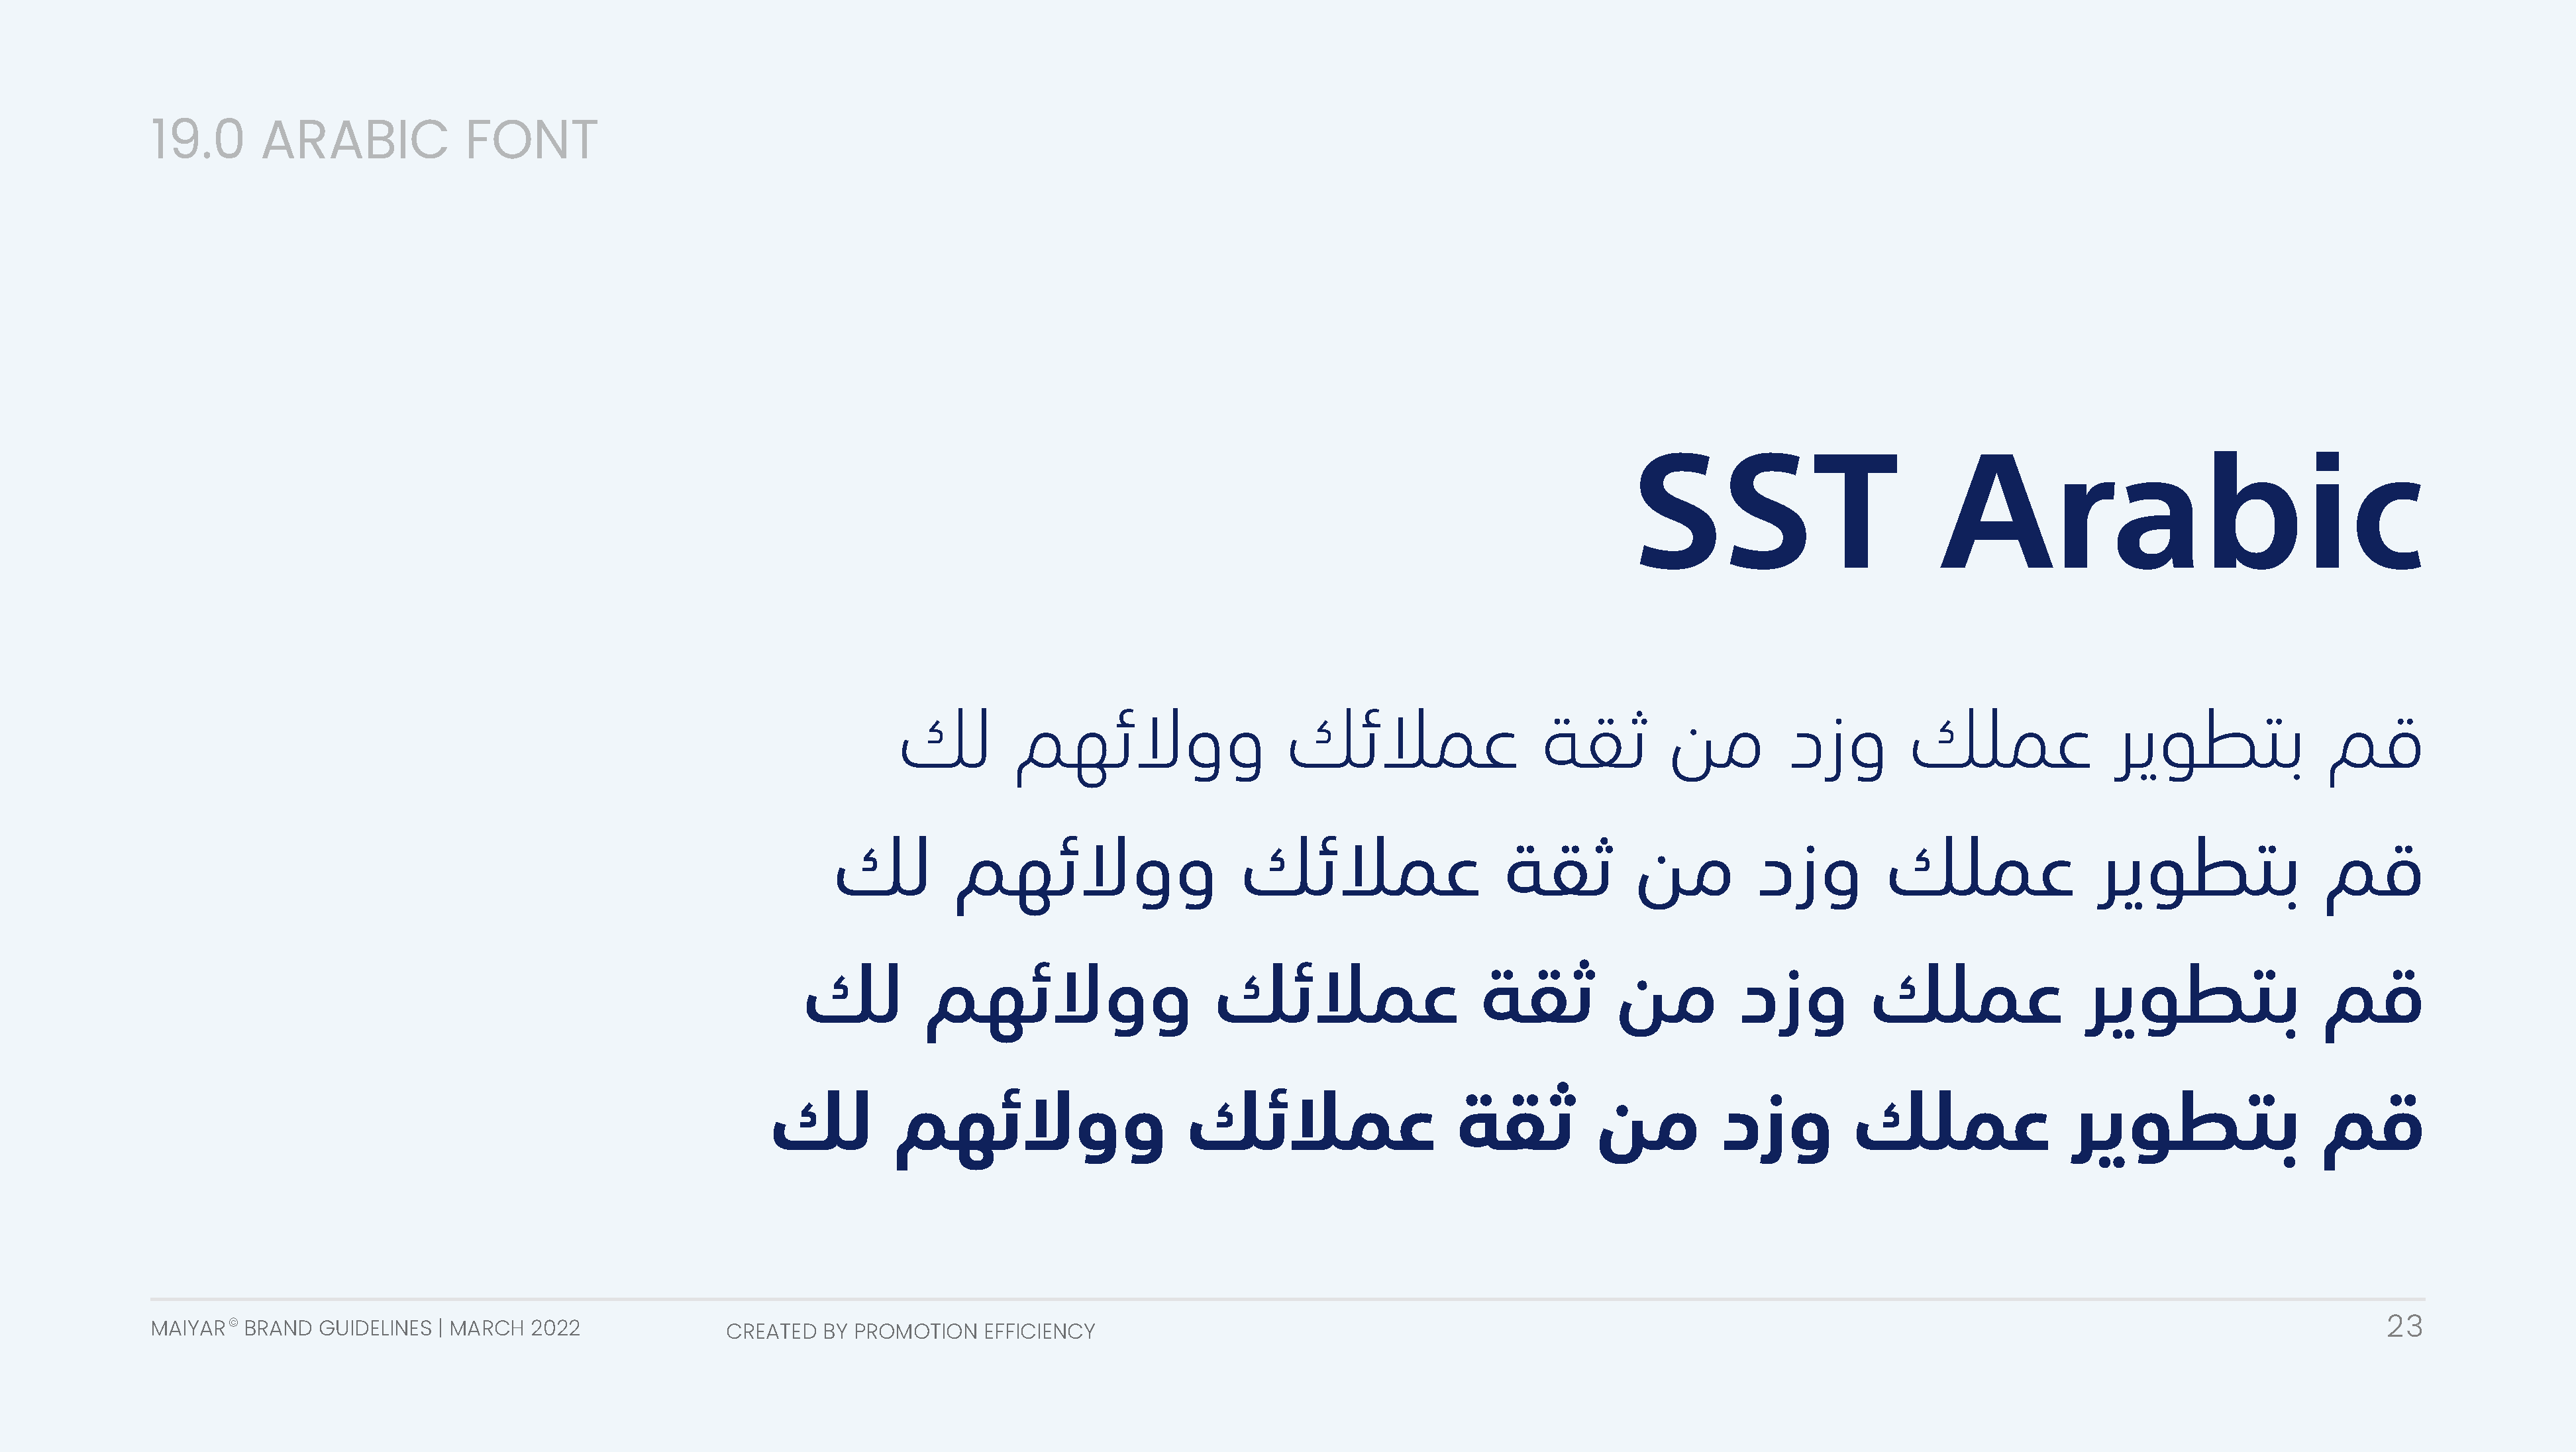 19.0 ARABIC FONT
SST Arabic
قم بتطوير عملك وزد من ثقة عملائك وولائهم لك
قم بتطوير عملك وزد من ثقة عملائك وولائهم لك
قم بتطوير عملك وزد من ثقة عملائك وولائهم لك
قم بتطوير عملك وزد من ثقة عملائك وولائهم لك
MAIYAR© BRAND GUIDELINES | MARCH 2022
CREATED BY PROMOTION EFFICIENCY
23